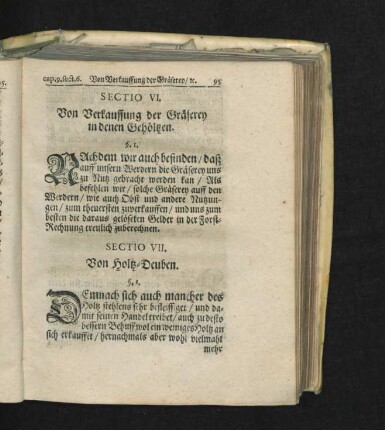 cap.9. sect.6. Von Verkauffung der Gräserey/ ꝛc. 95
SECTIO VI.
Von Verkauffung der Gräserey
in denen Gehöltzen.
§. 1.
NAchdem wir auch befinden/ daß
auff unsern Werdern die Gräserey uns
zu Nutz gebracht werden kan/ Als
befehlen wir/ solche Gräserey auff den
Werdern/ wie auch Obst und andere Nutzun-
gen/ zum theuersten zuverkauffen/ und uns zum
besten die daraus gelöseten Gelder in der Forst-
Rechnung treulich zuberechnen.
SECTIO VII.
Von Holtz-Deuben.
§. 1.
DEmnach sich auch mancher des
Holtz stehlens sehr befleissiget/ und da-
mit seinen Handel treibet/ auch zu desto
bessern Behuff wol ein weniges Holtz an
sich erkauffet/ hernachmals aber wohl vielmahl
mehr